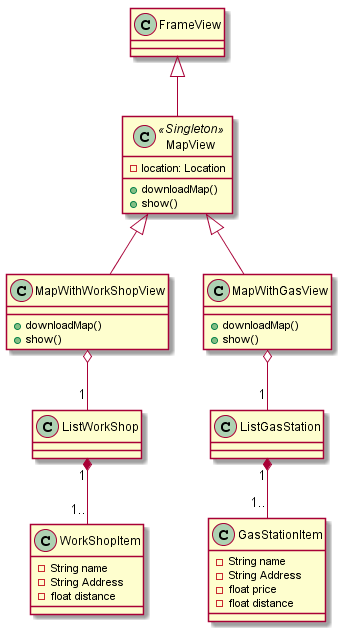 C FrameView
«Singleton»
C MapView
location: Location
downloadMap()
show()
C MapWithWorkShopView
downloadMap()
show()
C MapWithGasView
downloadMap()
show()
1
1
C ListWorkShop
C ListGasStation
1
1
1..
1..
C WorkShopItem
String name
String Address
float distance
C GasStationItem
String name
String Address
float price
float distance